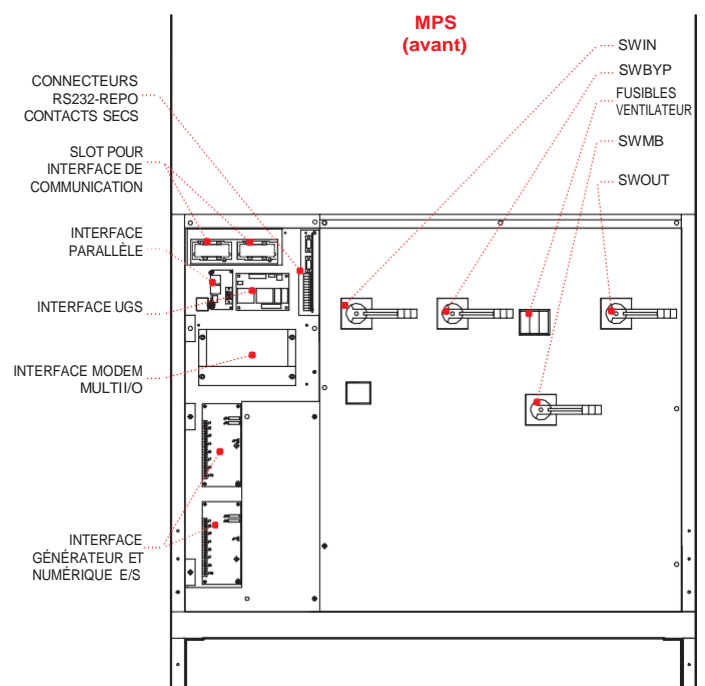 MPS
(avant)
CONNECTEURS
RS232-REPO
CONTACTS SECS
SLOT POUR
INTERFACE DE
COMMUNICATION
INTERFACE
PARALLÈLE
INTERFACE UGS
INTERFACE MODEM
MULTII/O
INTERFACE
GÉNÉRATEUR ET
NUMÉRIQUE E/S
SWIN
SWBYP
FUSIBLES
VENTILATEUR
SWMB
SWOUT